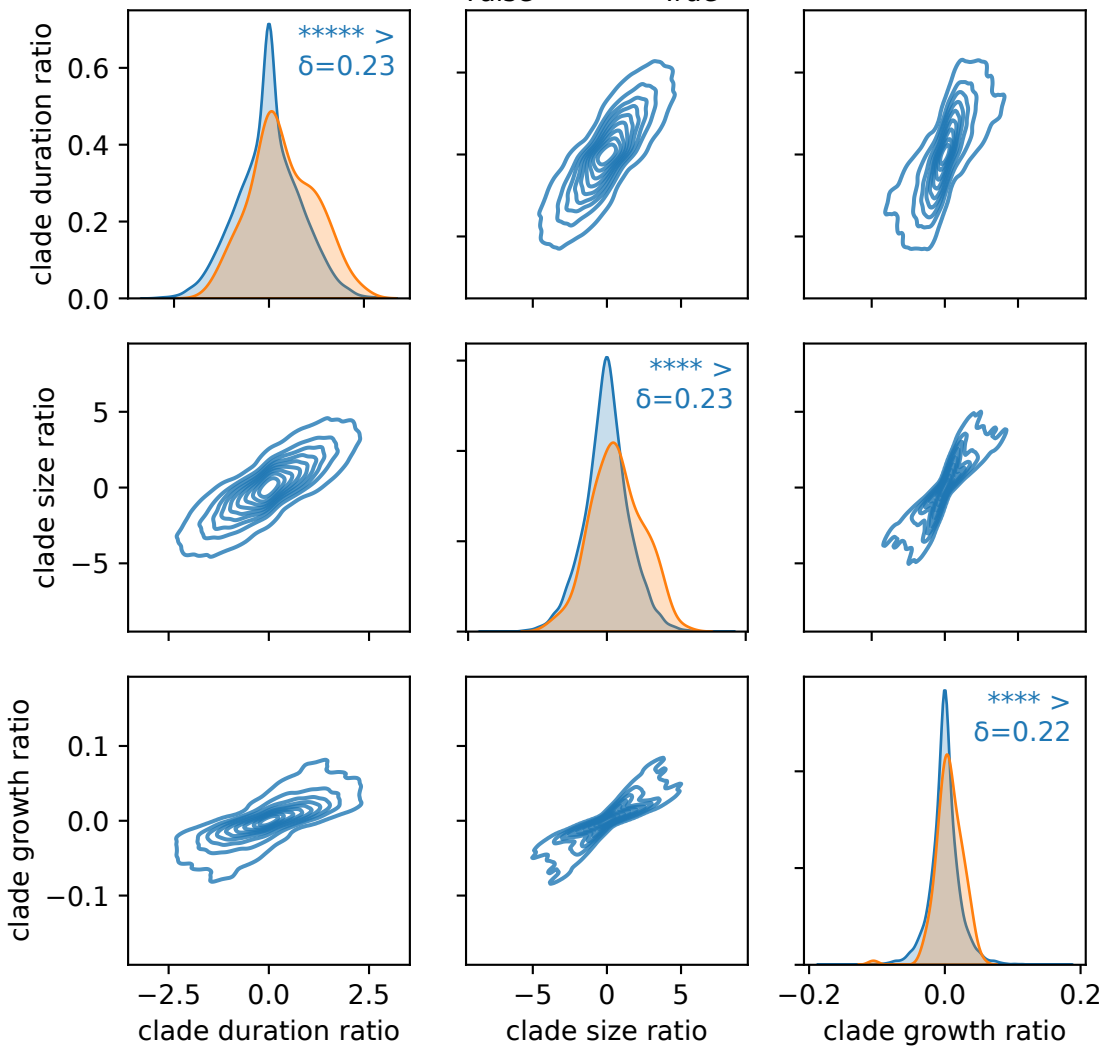 clade duration ratio
0.6
0.4
0.2
0.0
***** >
δ=0.23
clade size ratio
5
0
−5
**** >
δ=0.23
clade growth ratio
0.1
0.0
−0.1
**** >
δ=0.22
−2.5 0.0 2.5
−5 0 5
−0.2 0.0 0.2
clade duration ratio
clade size ratio
clade growth ratio